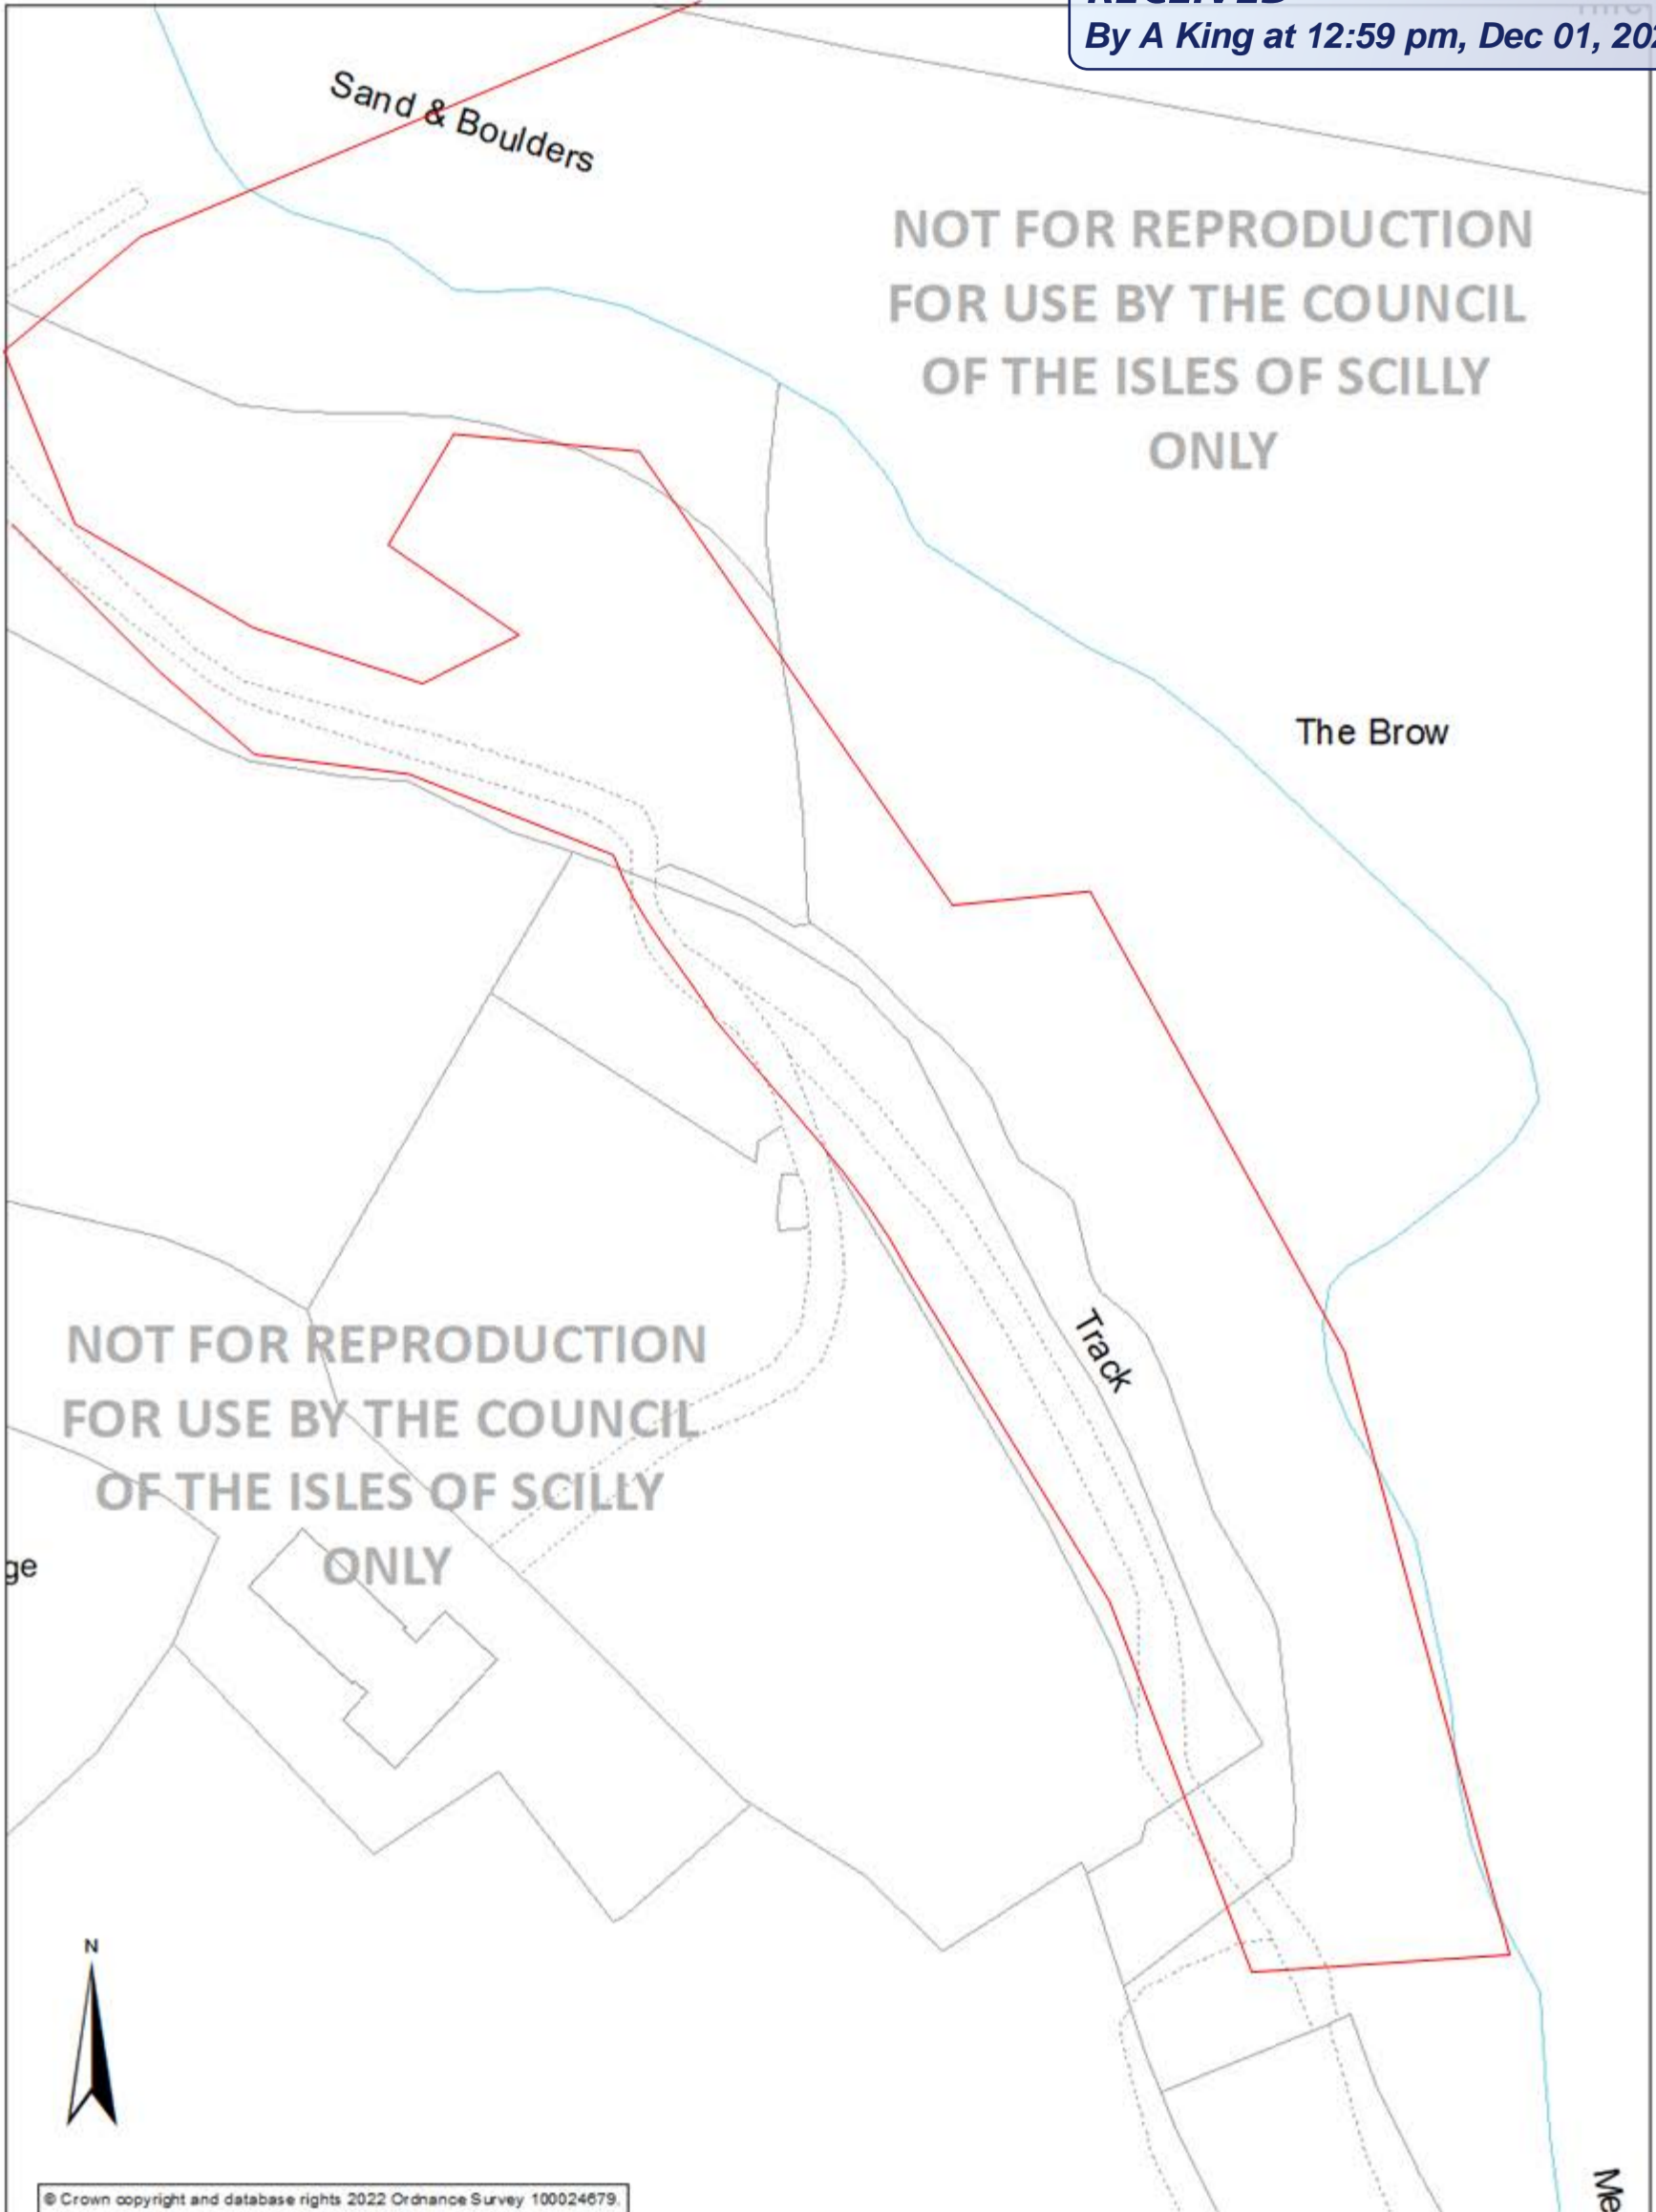 RECEIVED
By A King at 12:59 pm, Dec 01, 202
Sand & Boulders
NOT FOR REPRODUCTION
FOR USE BY THE COUNCIL
OF THE ISLES OF SCILLY
ONLY
The Brow
Track
NOT FOR REPRODUCTION
FOR USE BY THE COUNCIL
OF THE ISLES OF SCILLY
ONLY
ge
N
Me
© Crown copyright and database rights 2022 Ordnance Survey 100024679.